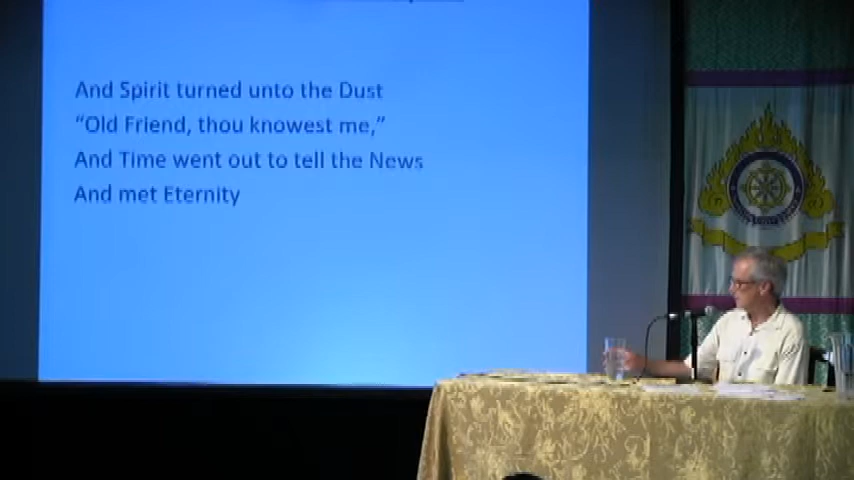 And Spirit turned unto the Dust
“Old Friend, thou knowest me,”
And Time went out to tell the News
And met Eternity